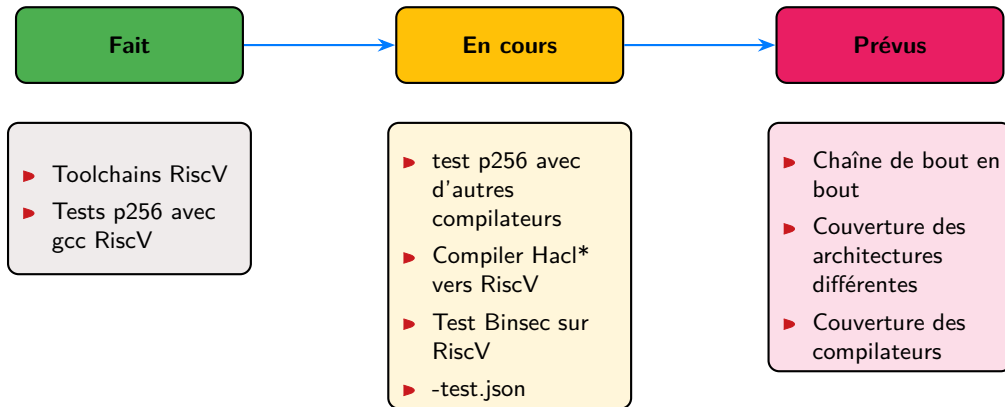 Fait
En cours
Prévus
Toolchains RiscV
Tests p256 avec
gcc RiscV
test p256 avec
d'autres
compilateurs
Compiler Hacl*
vers RiscV
Test Binsec sur
RiscV
-test.json
Chaîne de bout en
bout
Couverture des
architectures
différentes
Couverture des
compilateurs